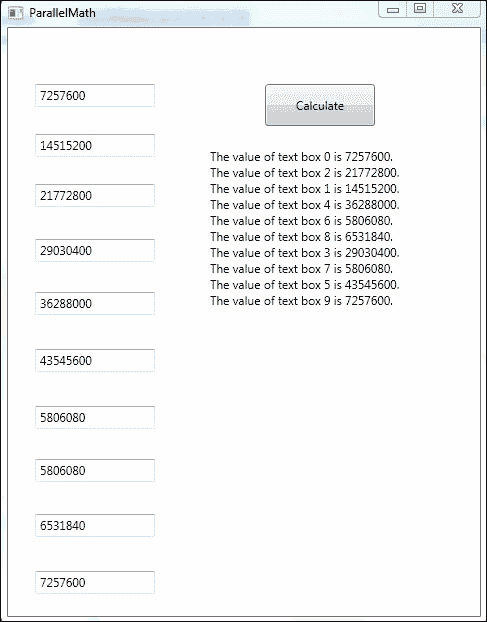 ParallelMath
7257600
14515200
21772800
29030400
36288000
43545600
5806080
5806080
6531840
7257600
Calculate
The value of text box 0 is 7257600.
The value of text box 2 is 21772800.
The value of text box 1 is 14515200.
The value of text box 4 is 36288000.
The value of text box 6 is 5806080.
The value of text box 8 is 6531840.
The value of text box 3 is 29030400.
The value of text box 7 is 5806080.
The value of text box 5 is 43545600.
The value of text box 9 is 7257600.